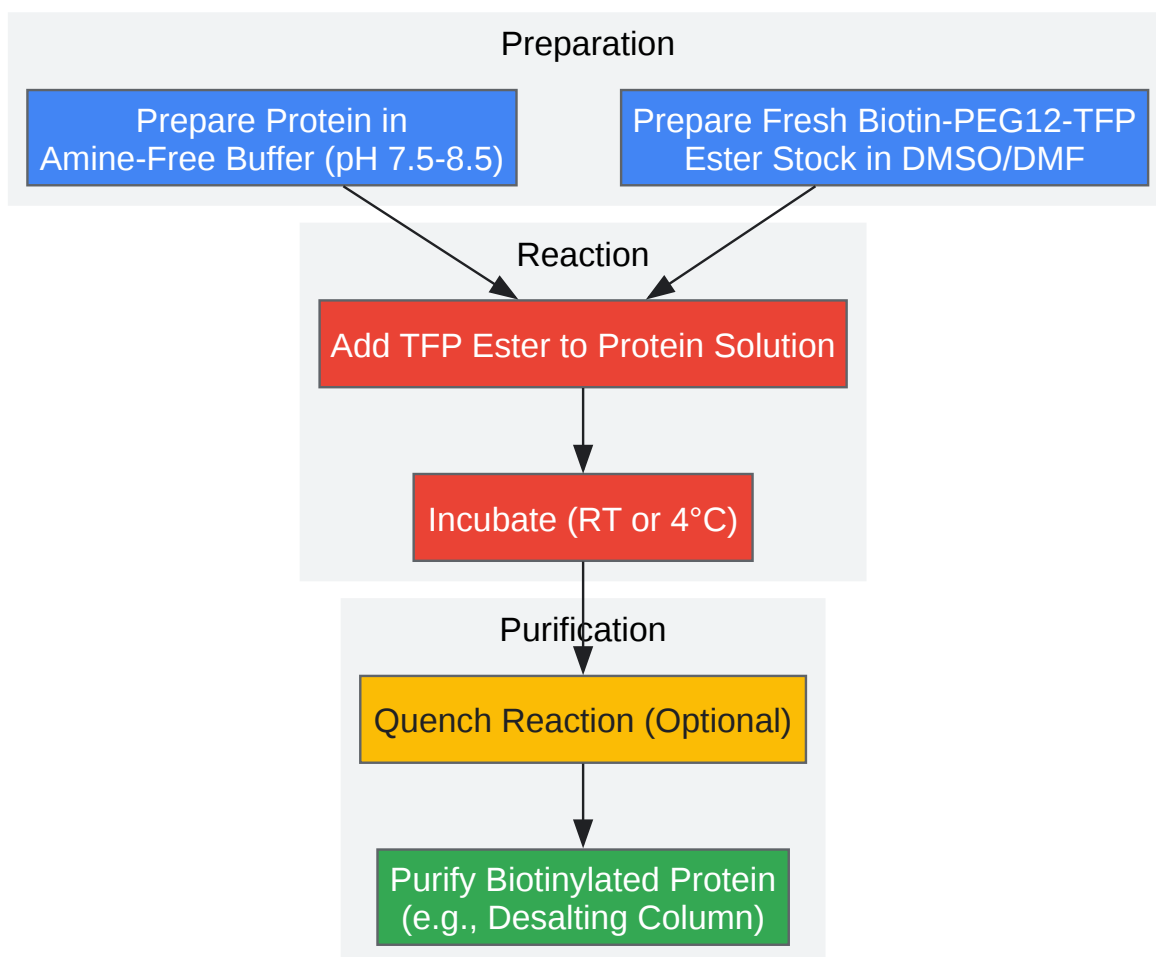 Preparation
Prepare Protein in
Amine-Free Buffer (pH 7.5-8.5)
Prepare Fresh Biotin-PEG12-TFP
Ester Stock in DMSO/DMF
Reaction
Add TFP Ester to Protein Solution
Incubate (RT or 4°C)
Purification
Quench Reaction (Optional)
Purify Biotinylated Protein
(e.g., Desalting Column)